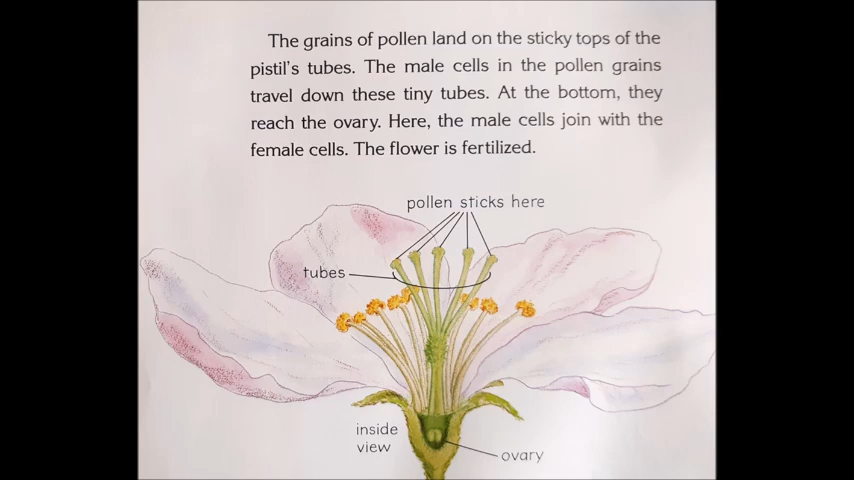 The grains of pollen land on the sticky tops of the
pistil's tubes. The male cells in the pollen grains
travel down these tiny tubes. At the bottom, they
reach the ovary. Here, the male cells join with the
female cells. The flower is fertilized.
pollen sticks here
tubes
inside
view
ovary